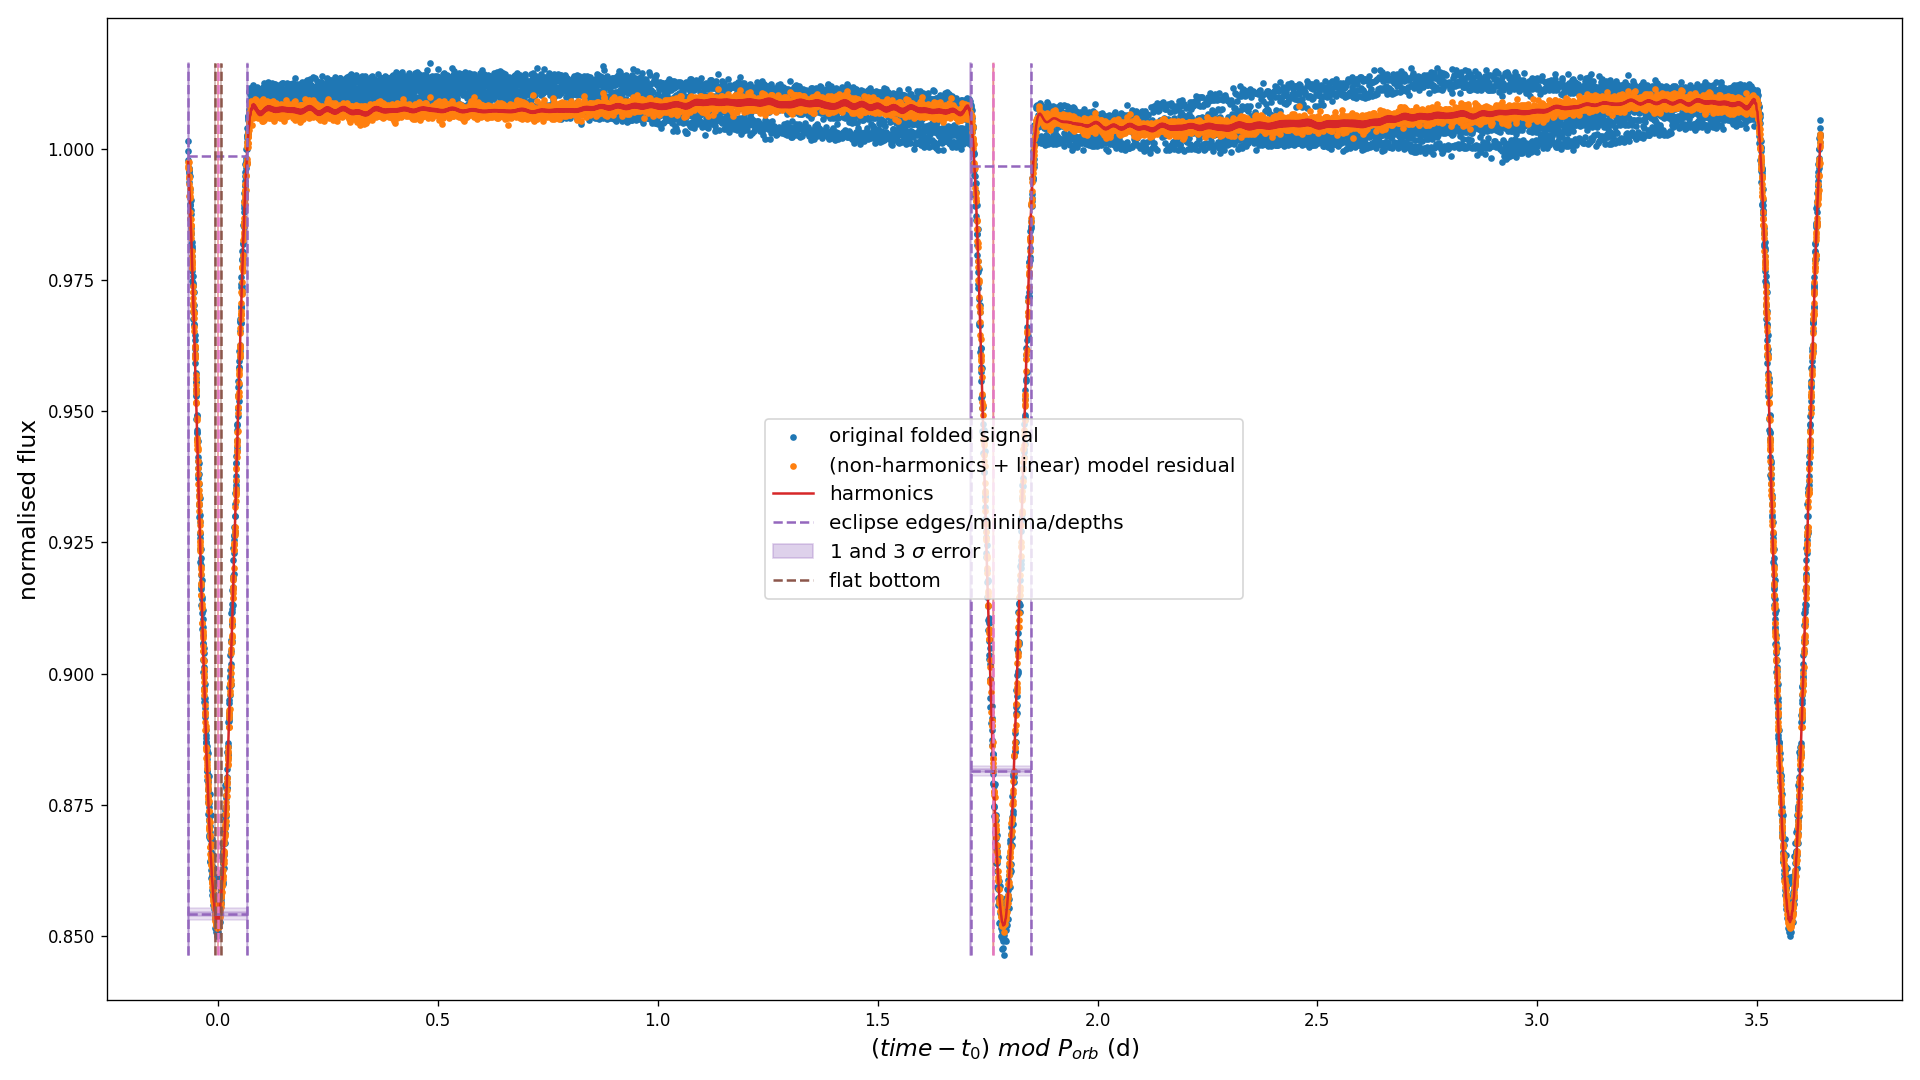 normalised flux
1.000
0.975
0.950
0.925
0.900
0.875
0.850
original folded signal
(non-harmonics + linear) model residual
harmonics
eclipse edges/minima/depths
1 and 3 σ error
flat bottom
0.0 0.5 1.0 1.5 2.0 2.5 3.0 3.5
(time − t₀) mod Pₒᵣb (d)